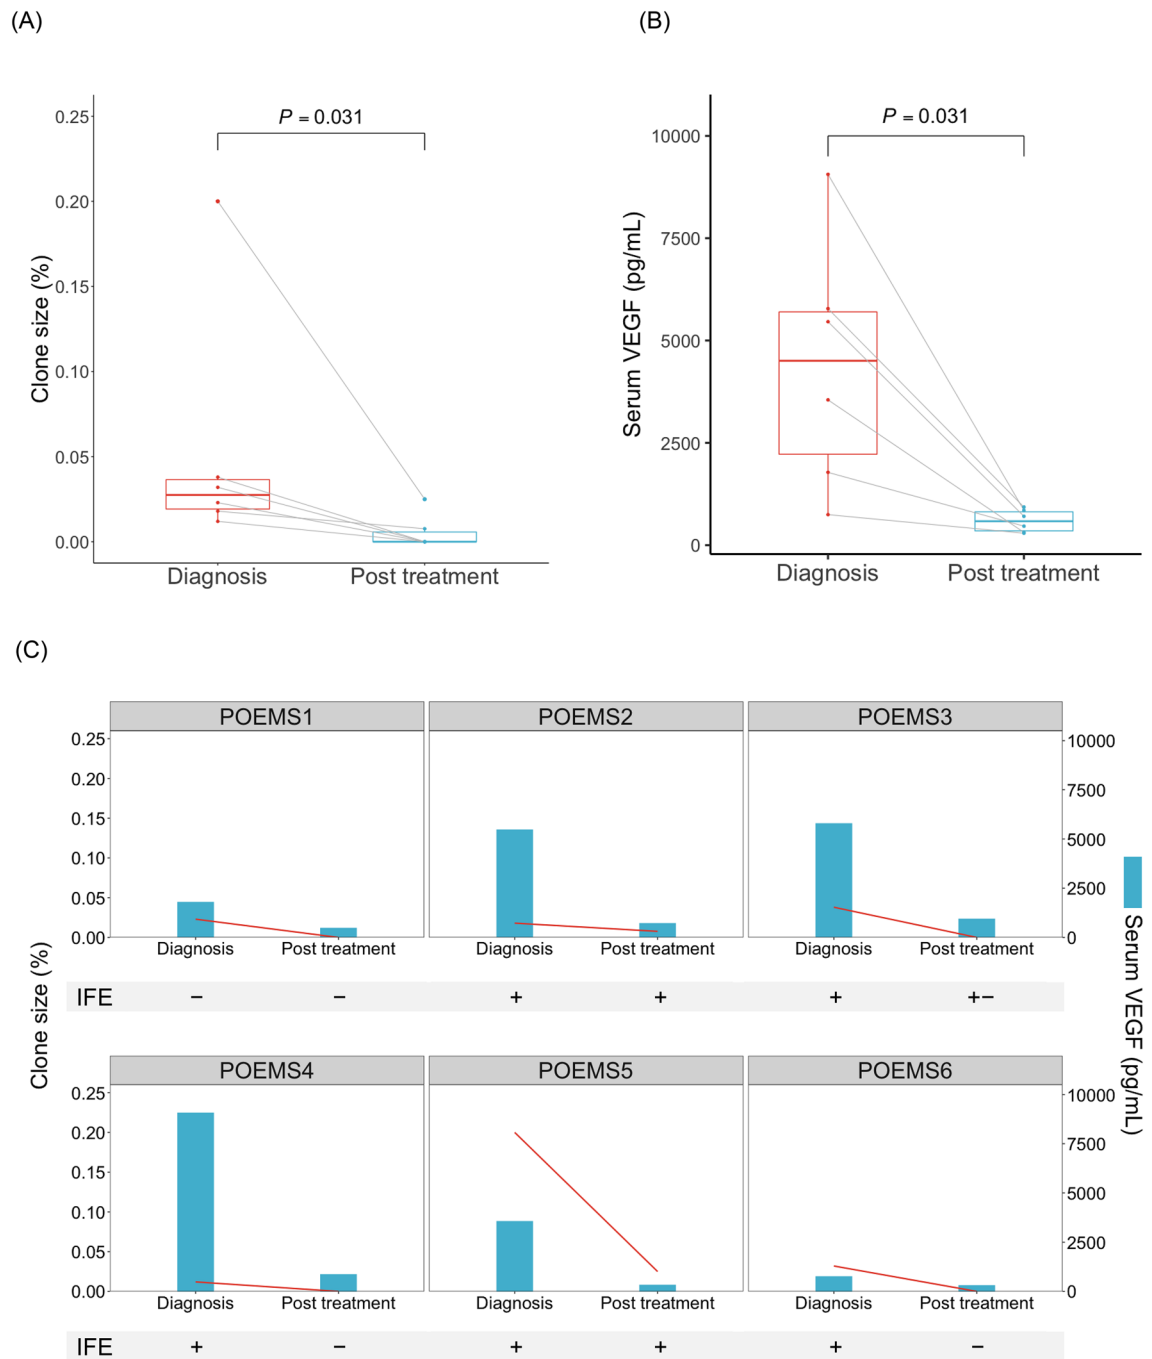 (A)
(B)
P = 0.031
0.25
0.20
0.15
0.10
0.05
0.00
Clone size (%)
Diagnosis
Post treatment
P = 0.031
10000
7500
5000
2500
0
Serum VEGF (pg/mL)
Diagnosis
Post treatment
(C)
POEMS1
POEMS2
POEMS3
0.25
0.20
0.15
0.10
0.05
0.00
10000
7500
5000
2500
0
Diagnosis
Post treatment
Diagnosis
Post treatment
Diagnosis
Post treatment
IFE − − + + + +−
Clone size (%)
Serum VEGF (pg/mL)
POEMS4
POEMS5
POEMS6
0.25
0.20
0.15
0.10
0.05
0.00
10000
7500
5000
2500
0
Diagnosis
Post treatment
Diagnosis
Post treatment
Diagnosis
Post treatment
IFE + − + + + −